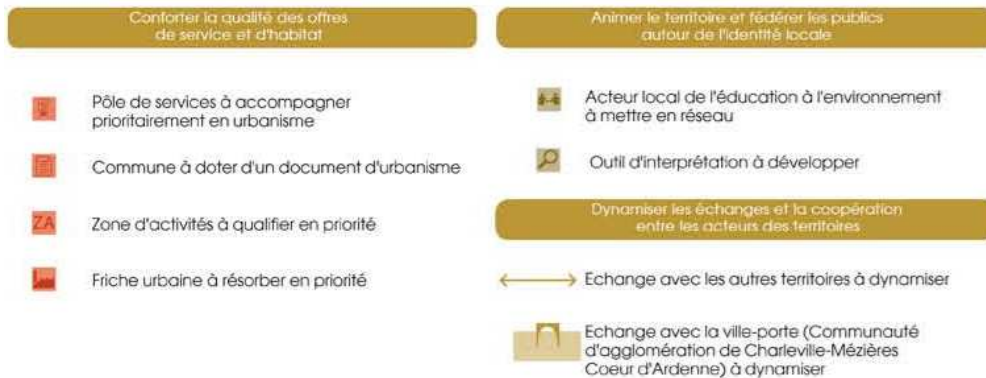 Conforter la qualité des offres
de service et d'habitat
Pôle de services à accompagner
prioritairement en urbanisme
Commune à doter d'un document d'urbanisme
ZA
Zone d'activités à qualifier en priorité
Friche urbaine à résorber en priorité
Animer le territoire et fédérer les publics
autour de l'identité locale
Acteur local de l'éducation à l'environnement
à mettre en réseau
Outil d'interprétation à développer
Dynamiser les échanges et la coopération
entre les acteurs des territoires
Echange avec les autres territoires à dynamiser
Echange avec la ville-porte (Communauté
d'agglomération de Charleville-Mézières
Coeur d'Ardenne) à dynamiser